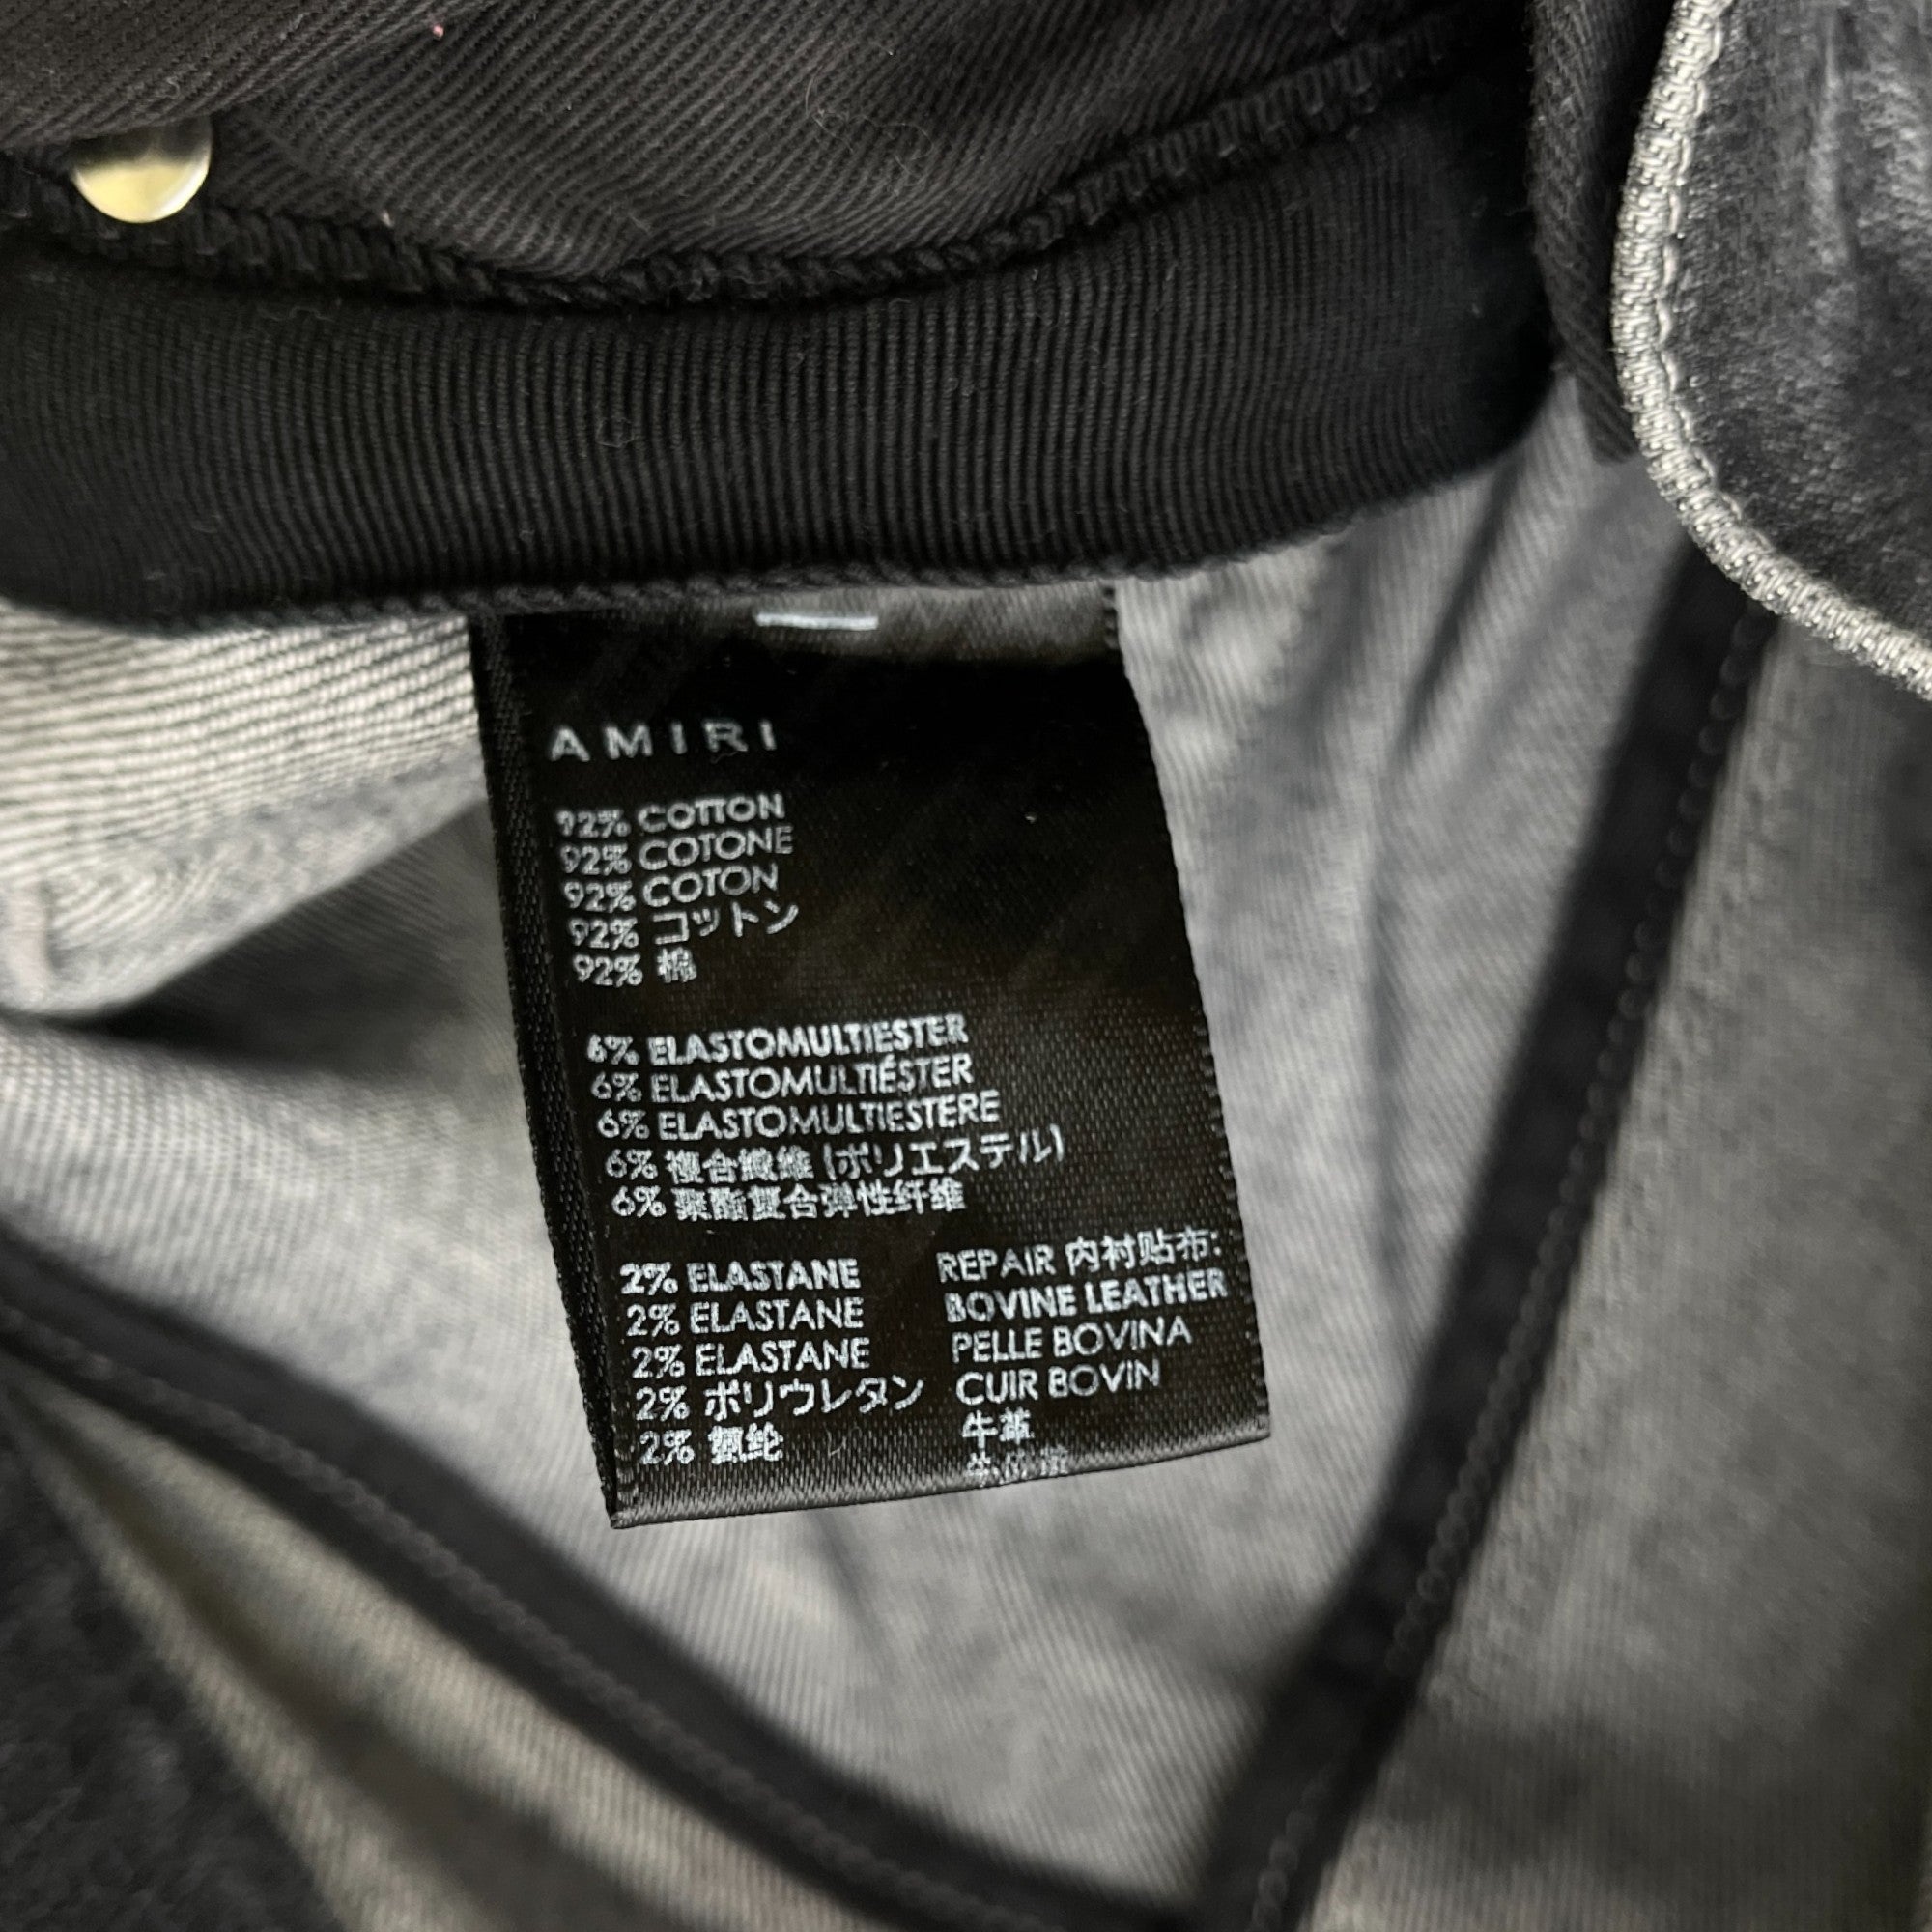 AMIRI
92% COTTON
92% COTONE
92% COTON
92% コットン
92% 棉
6% ELASTOMULTIESTER
6% ELASTOMULTIÉSTER
6% ELASTOMULTIESTERE
6% 複合繊維 (ポリエステル)
6% 聚酯复合弹性纤维
2% ELASTANE
2% ELASTANE
2% ELASTANE
2% ポリウレタン
2% 氨纶
REPAIR 内衬贴布:
BOVINE LEATHER
PELLE BOVINA
CUIR BOVIN
牛革